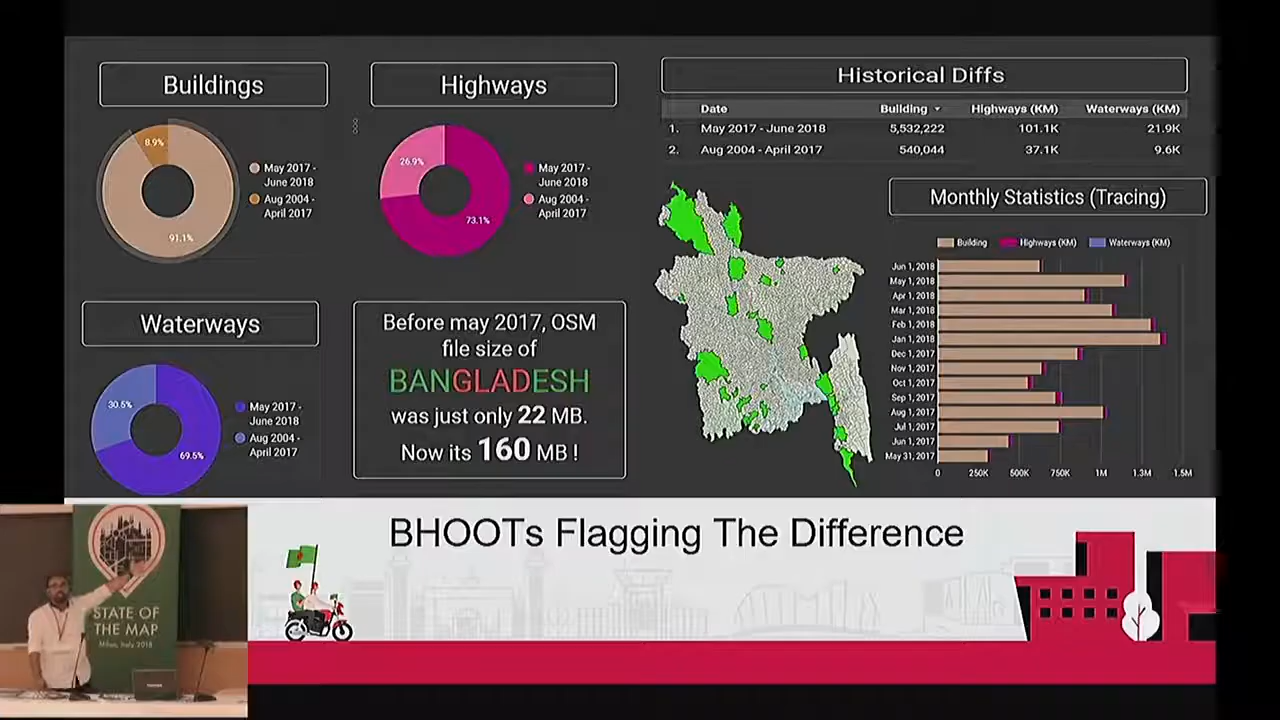 Buildings
8.9%
91.1%
May 2017 -
June 2018
Aug 2004 -
April 2017
Highways
26.9%
73.1%
May 2017 -
June 2018
Aug 2004 -
April 2017
Historical Diffs
Date Building Highways (KM) Waterways (KM)
1. May 2017 - June 2018 5,532,222 101.1K 21.9K
2. Aug 2004 - April 2017 540,044 37.1K 9.6K
Waterways
30.5%
69.5%
May 2017 -
June 2018
Aug 2004 -
April 2017
Before may 2017, OSM
file size of
BANGLADESH
was just only 22 MB.
Now its 160 MB !
Monthly Statistics (Tracing)
Building Highways (KM) Waterways (KM)
Jun 1, 2018
May 1, 2018
Apr 1, 2018
Mar 1, 2018
Feb 1, 2018
Jan 1, 2018
Dec 1, 2017
Nov 1, 2017
Oct 1, 2017
Sep 1, 2017
Aug 1, 2017
Jul 1, 2017
Jun 1, 2017
May 31, 2017
0 250K 500K 750K 1M 1.3M 1.5M
BHOOTs Flagging The Difference
STATE OF
THE MAP
Milan, Italy 2018